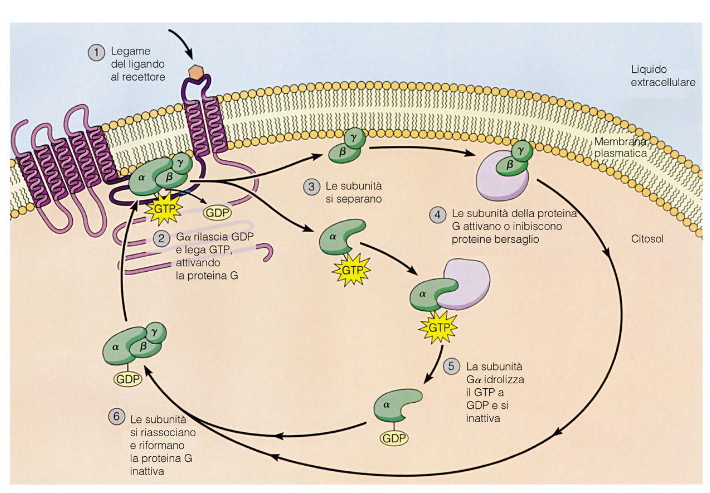 1 Legame
del ligando
al recettore
Liquido
extracellulare
Membrana
plasmatica
γ
β
α
γ
β
γ
β
GTP
GDP
3 Le subunità
si separano
4 Le subunità della proteina
G attivano o inibiscono
proteine bersaglio
2 Gα rilascia GDP
e lega GTP,
attivando
la proteina G
Citosol
α
GTP
α
GTP
α
β
γ
GDP
5 La subunità
Gα idrolizza
il GTP a
GDP e si
inattiva
α
GDP
6 Le subunità
si riassociano
e riformano
la proteina G
inattiva